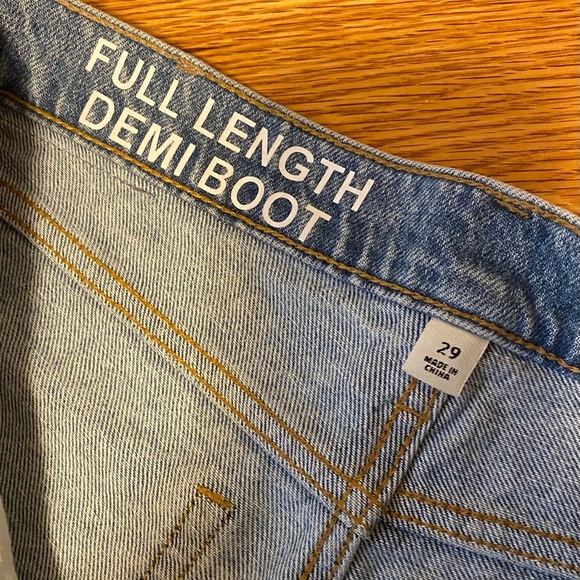 FULL LENGTH
DEMI BOOT
29
MADE IN
CHINA